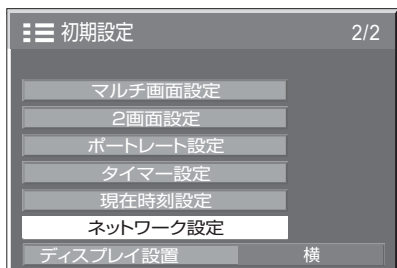 初期設定 2/2
マルチ画面設定
2画面設定
ポートレート設定
タイマー設定
現在時刻設定
ネットワーク設定
ディスプレイ設置 横